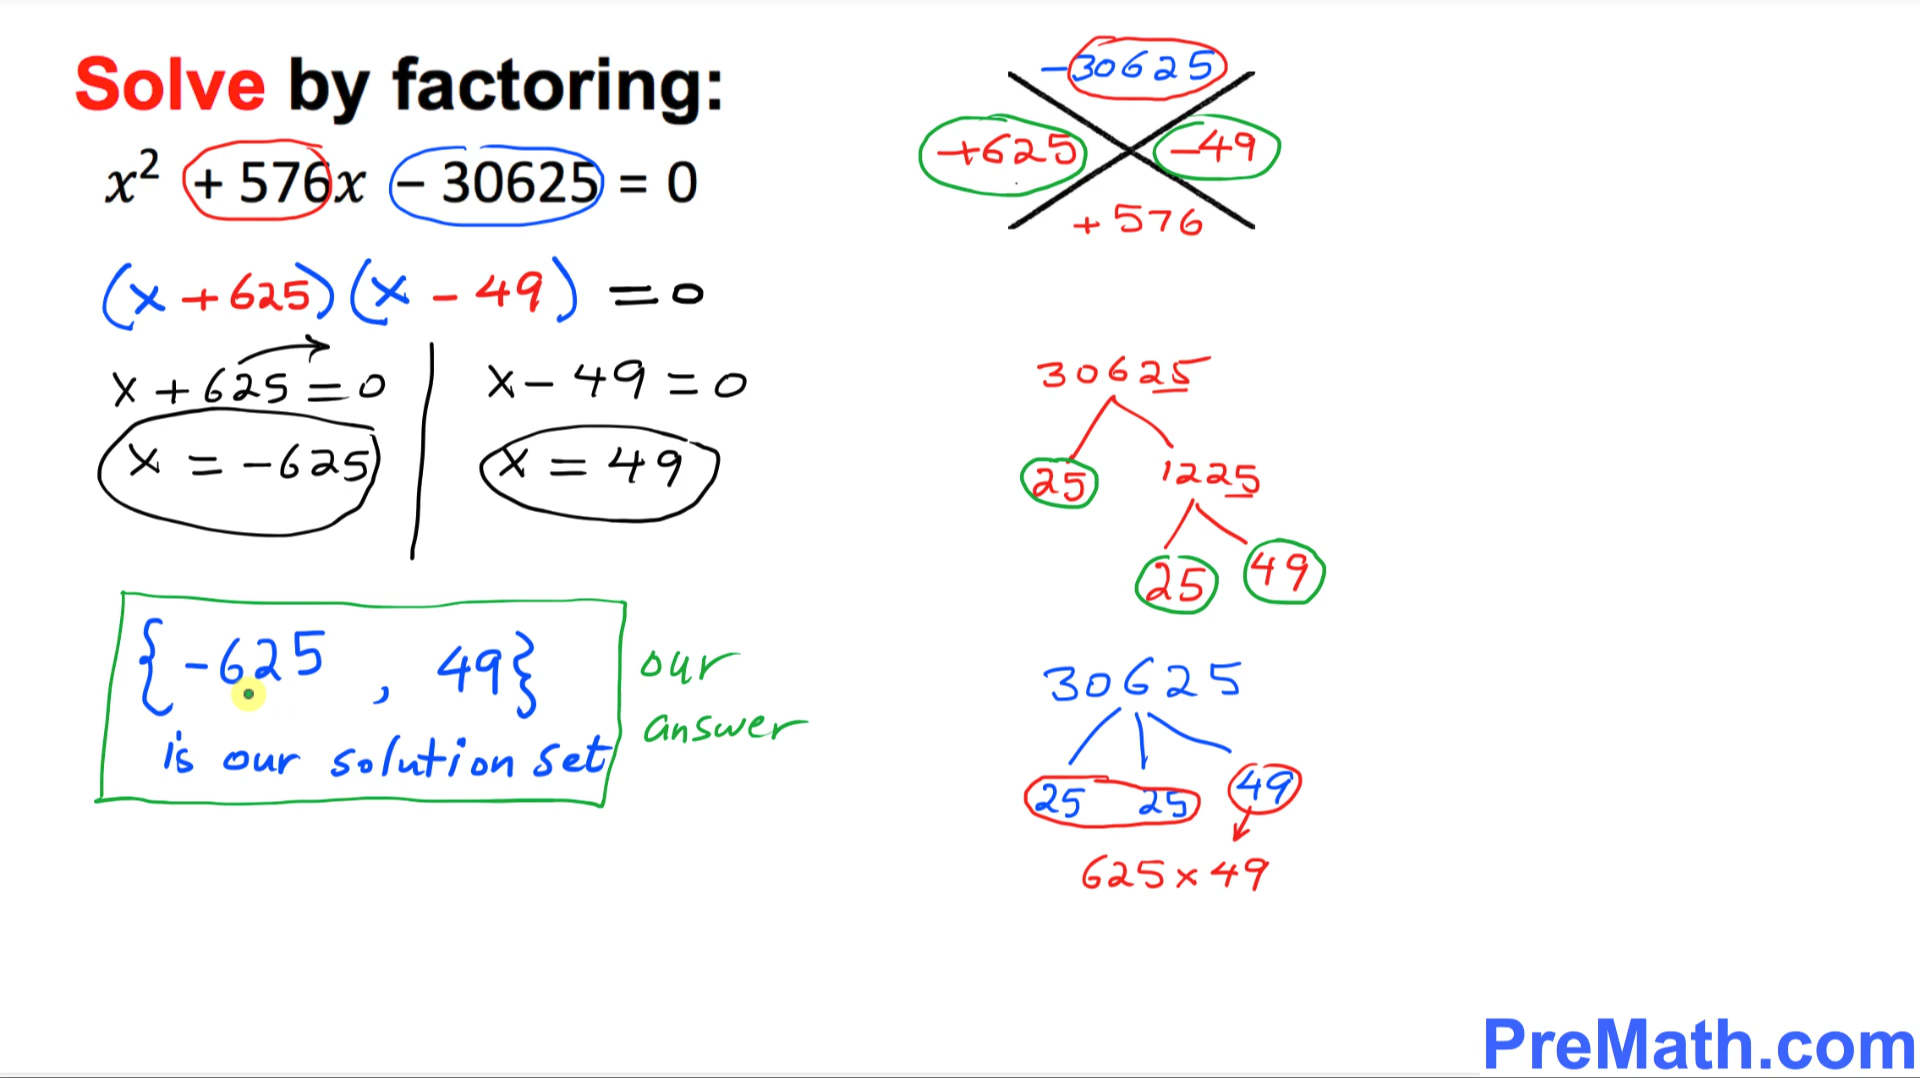 Solve by factoring:
x² + 576x − 30625 = 0
(x + 625)(x − 49) = 0
x + 625 = 0
x = −625
x − 49 = 0
x = 49
{−625 , 49}
is our solution set
our
answer
−30625
+625
−49
+576
30625
25 1225
25 49
30625
25 25 49
625 × 49
PreMath.com